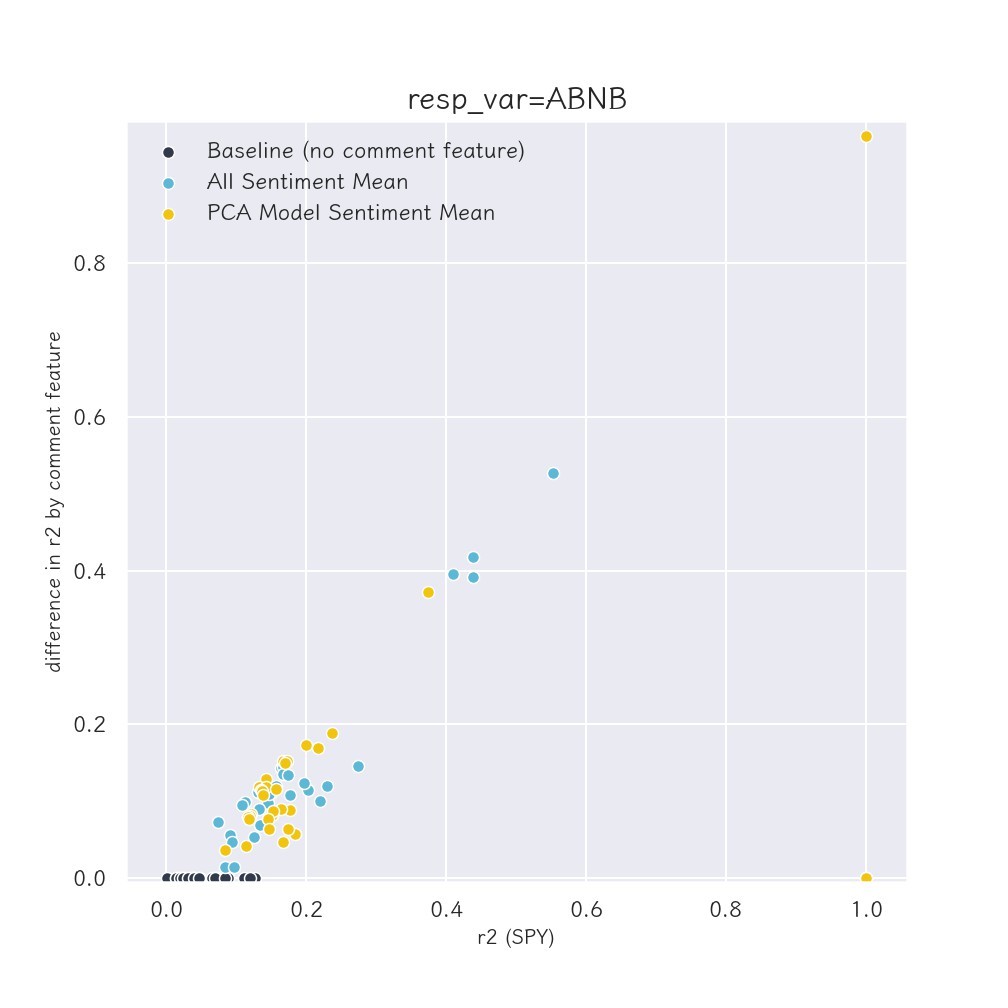 resp_var=ABNB
Baseline (no comment feature)
All Sentiment Mean
PCA Model Sentiment Mean
difference in r2 by comment feature
0.8
0.6
0.4
0.2
0.0
0.0 0.2 0.4 0.6 0.8 1.0
r2 (SPY)